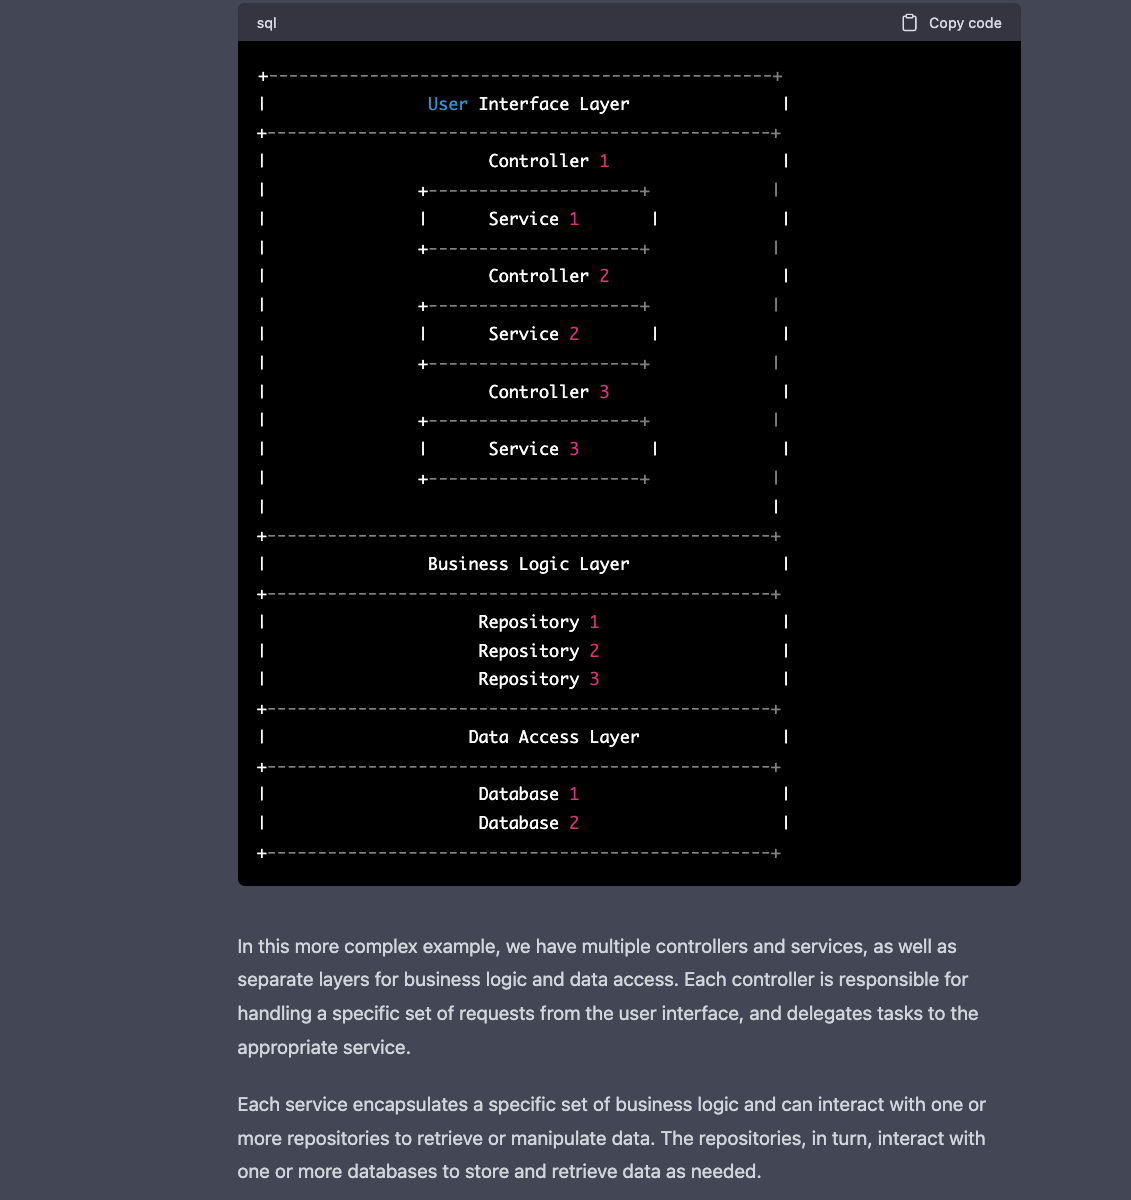 sql Copy code
+--------------------------------------------------+
| User Interface Layer |
+--------------------------------------------------+
| Controller 1 |
| +---------------------+ |
| | Service 1 | |
| +---------------------+ |
| Controller 2 |
| +---------------------+ |
| | Service 2 | |
| +---------------------+ |
| Controller 3 |
| +---------------------+ |
| | Service 3 | |
| +---------------------+ |
| |
+--------------------------------------------------+
| Business Logic Layer |
+--------------------------------------------------+
| Repository 1 |
| Repository 2 |
| Repository 3 |
+--------------------------------------------------+
| Data Access Layer |
+--------------------------------------------------+
| Database 1 |
| Database 2 |
+--------------------------------------------------+
In this more complex example, we have multiple controllers and services, as well as
separate layers for business logic and data access. Each controller is responsible for
handling a specific set of requests from the user interface, and delegates tasks to the
appropriate service.
Each service encapsulates a specific set of business logic and can interact with one or
more repositories to retrieve or manipulate data. The repositories, in turn, interact with
one or more databases to store and retrieve data as needed.